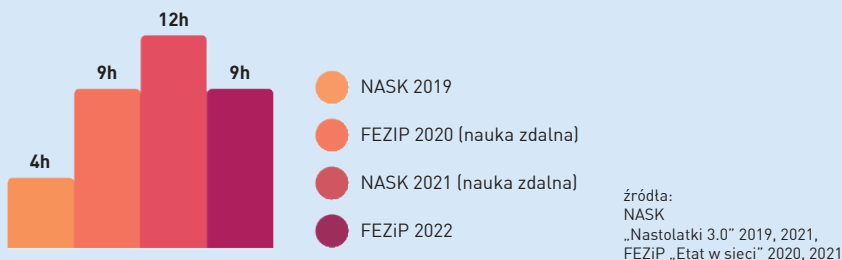 12h
9h
9h
4h
NASK 2019
FEZIP 2020 (nauka zdalna)
NASK 2021 (nauka zdalna)
FEZiP 2022
źródła:
NASK
„Nastolatki 3.0” 2019, 2021,
FEZiP „Etat w sieci” 2020, 2021